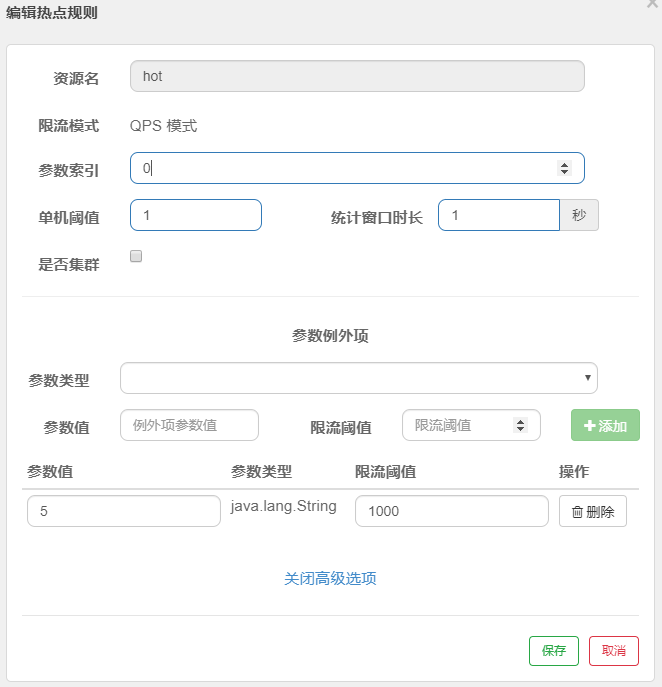 编辑热点规则
×
资源名 hot
限流模式 QPS 模式
参数索引 0
单机阈值 1 统计窗口时长 1 秒
是否集群
参数例外项
参数类型
参数值 例外项参数值 限流阈值 限流阈值 添加
参数值 参数类型 限流阈值 操作
5 java.lang.String 1000 删除
关闭高级选项
保存 取消